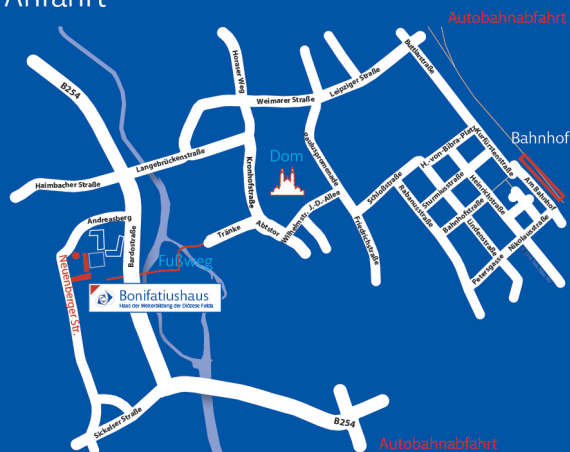 Anfahrt
Autobahnabfahrt
B254
Horaser Weg
Buttlarstraße
Leipziger Straße
Weimarer Straße
Bahnhof
H.-von-Bibra-Platz
Kurfürstenstraße
Langebrückenstraße
Dom
Pauluspromenade
Am Bahnhof
Haimbacher Straße
Kronhofstraße
Schloßstraße
Sturmiusstraße
Heinrichstraße
Rabanusstraße
Bahnhofstraße
Andreasberg
J.-D.-Allee
Wilhelmstr.
Tränke
Abtstor
Friedrichstraße
Lindenstraße
Nikolausstraße
Petersgasse
Bardostraße
Fußweg
Neuenberger Str.
Bonifatiushaus
Haus der Weiterbildung der Diözese Fulda
Sickelser Straße
B254
Autobahnabfahrt